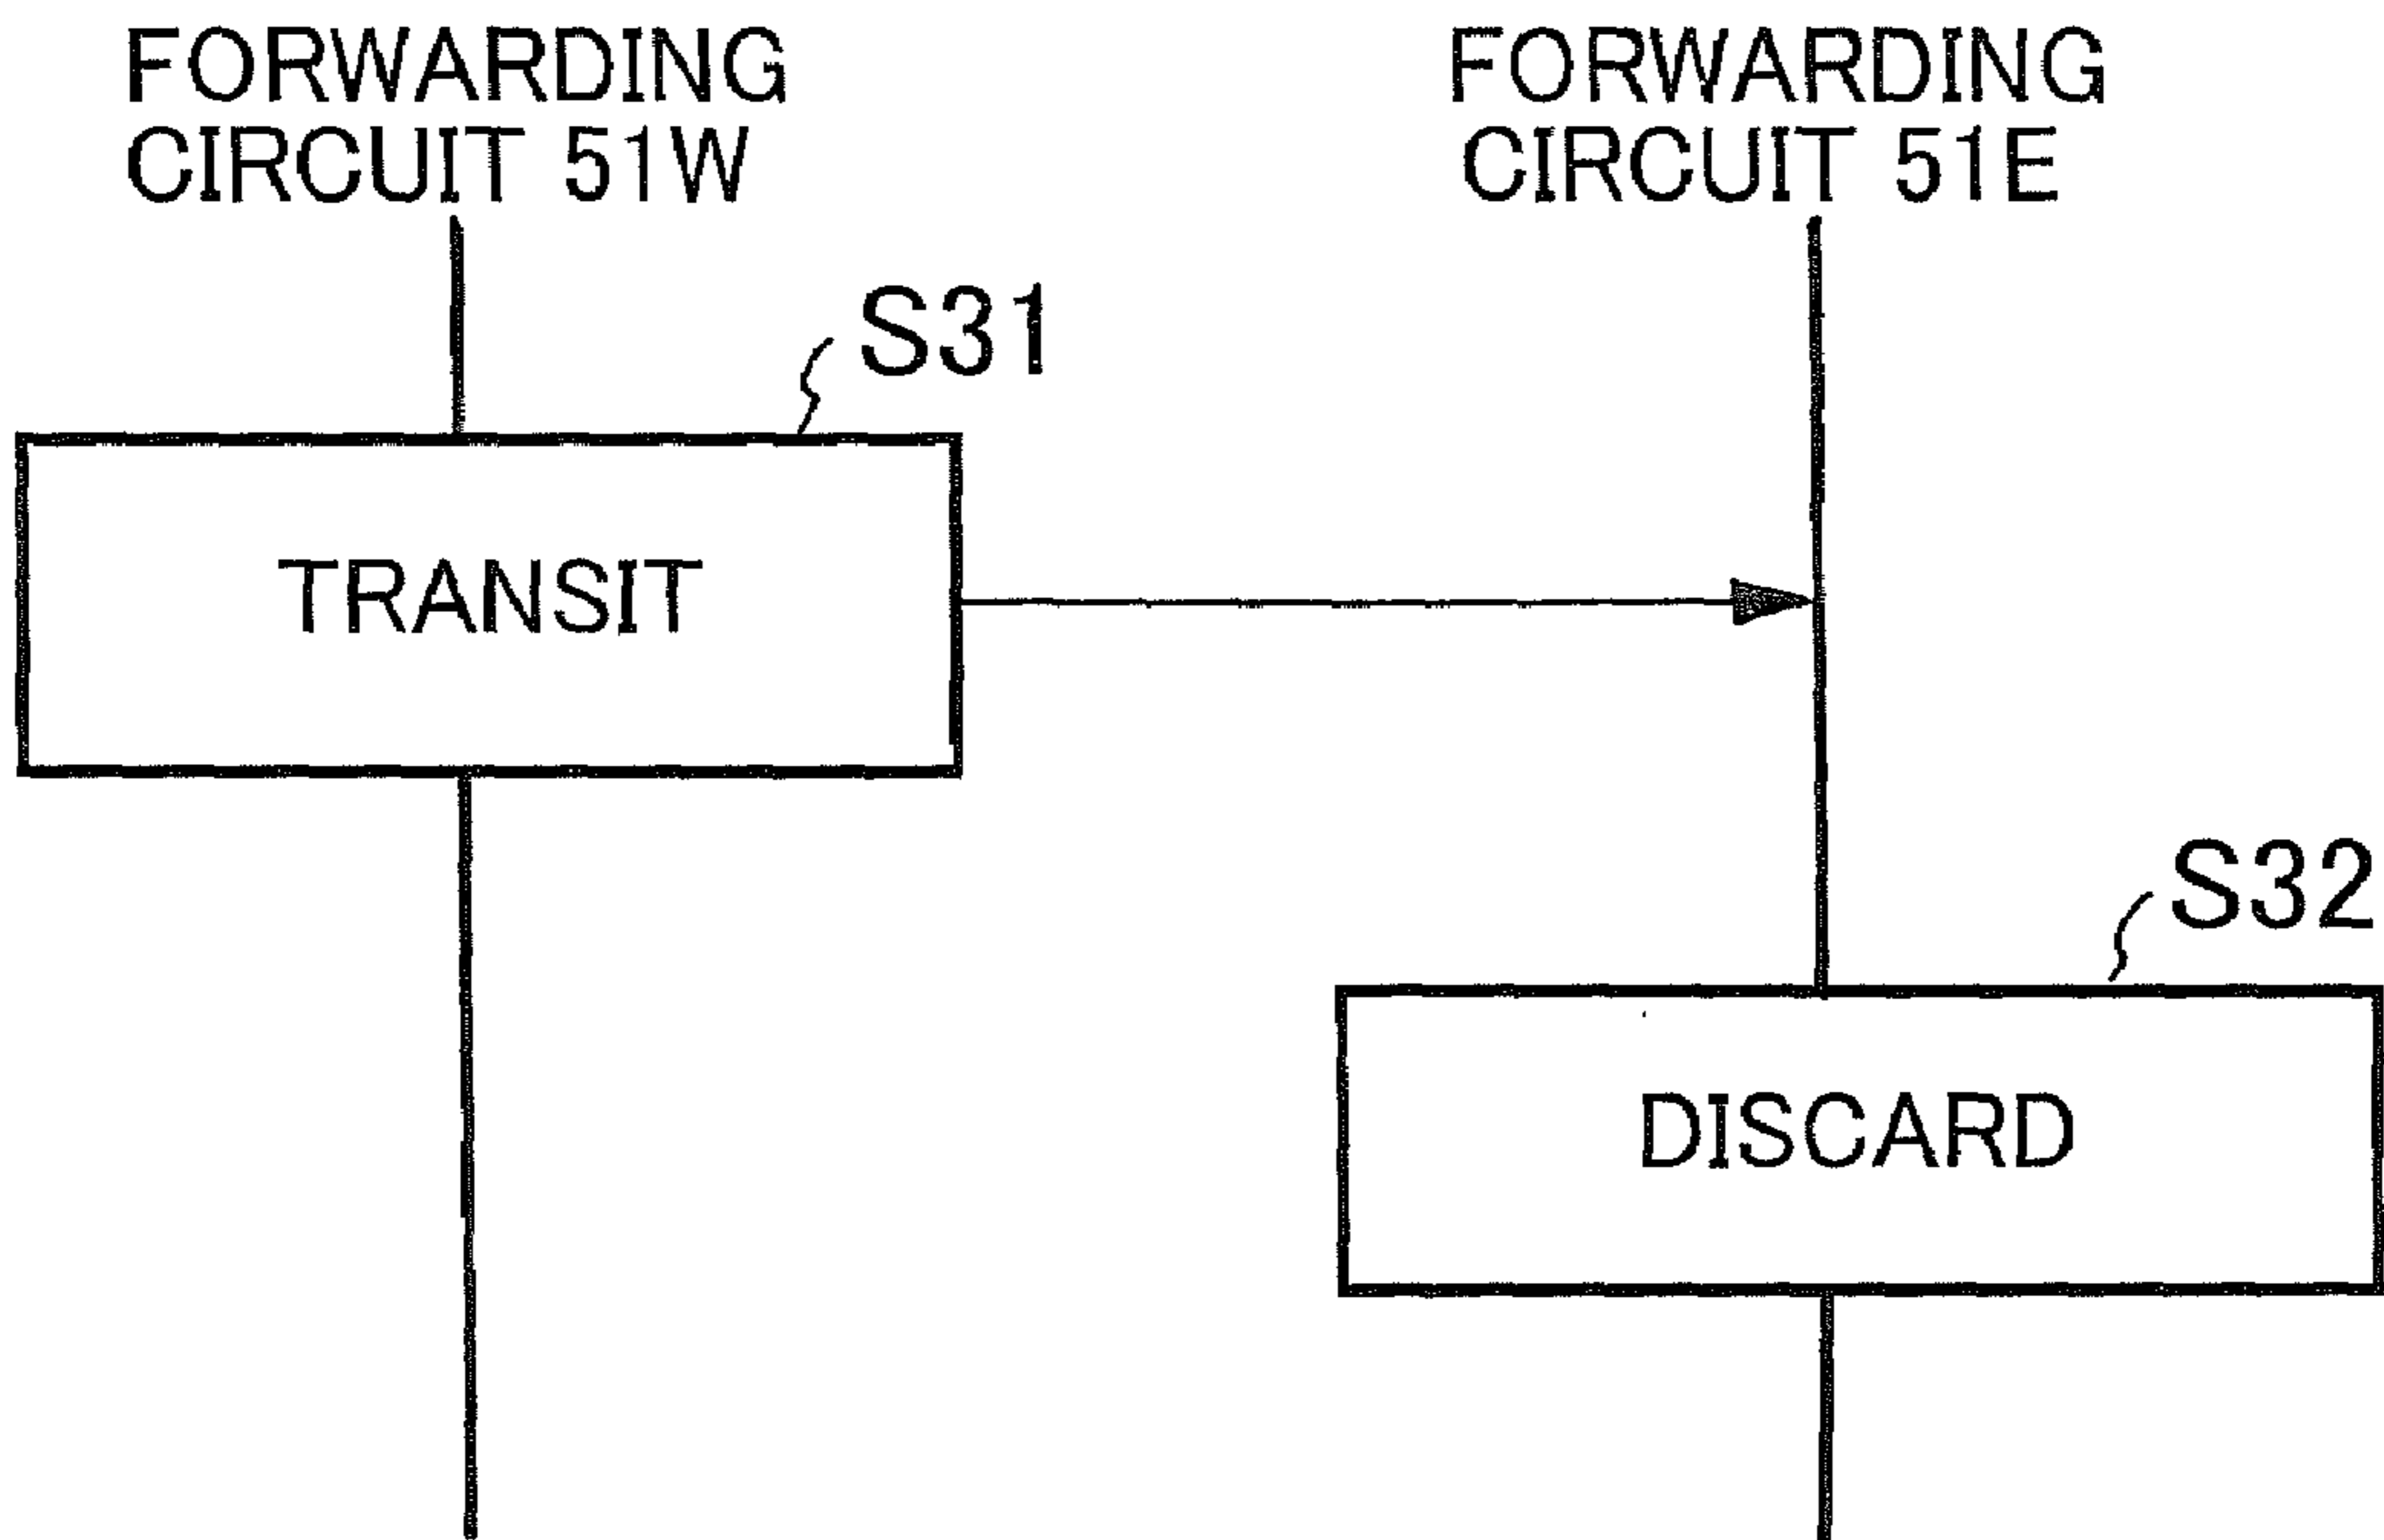 FORWARDING
CIRCUIT 51W
FORWARDING
CIRCUIT 51E
S31
TRANSIT
S32
DISCARD